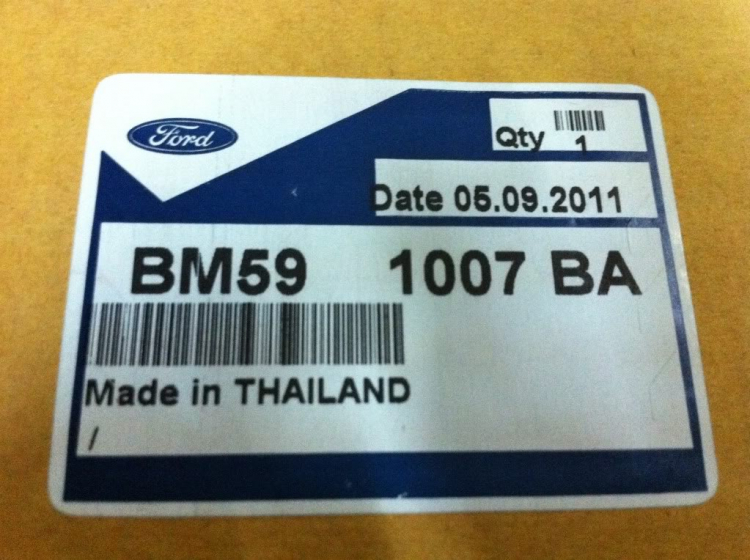 Ford
Qty 1
Date 05.09.2011
BM59 1007 BA
Made in THAILAND
/